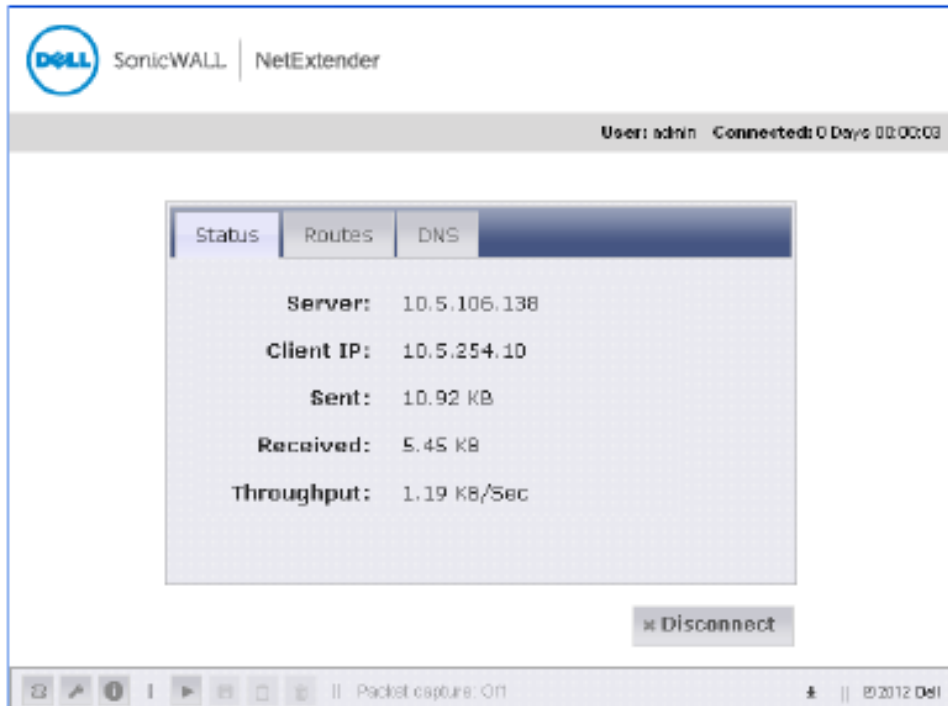 DELL SonicWALL | NetExtender
User: admin Connected: 0 Days 00:00:03
Status Routes DNS
Server: 10.5.106.138
Client IP: 10.5.254.10
Sent: 10.92 KB
Received: 5.45 KB
Throughput: 1.19 KB/Sec
Disconnect
Packet capture: Off
©2012 Dell